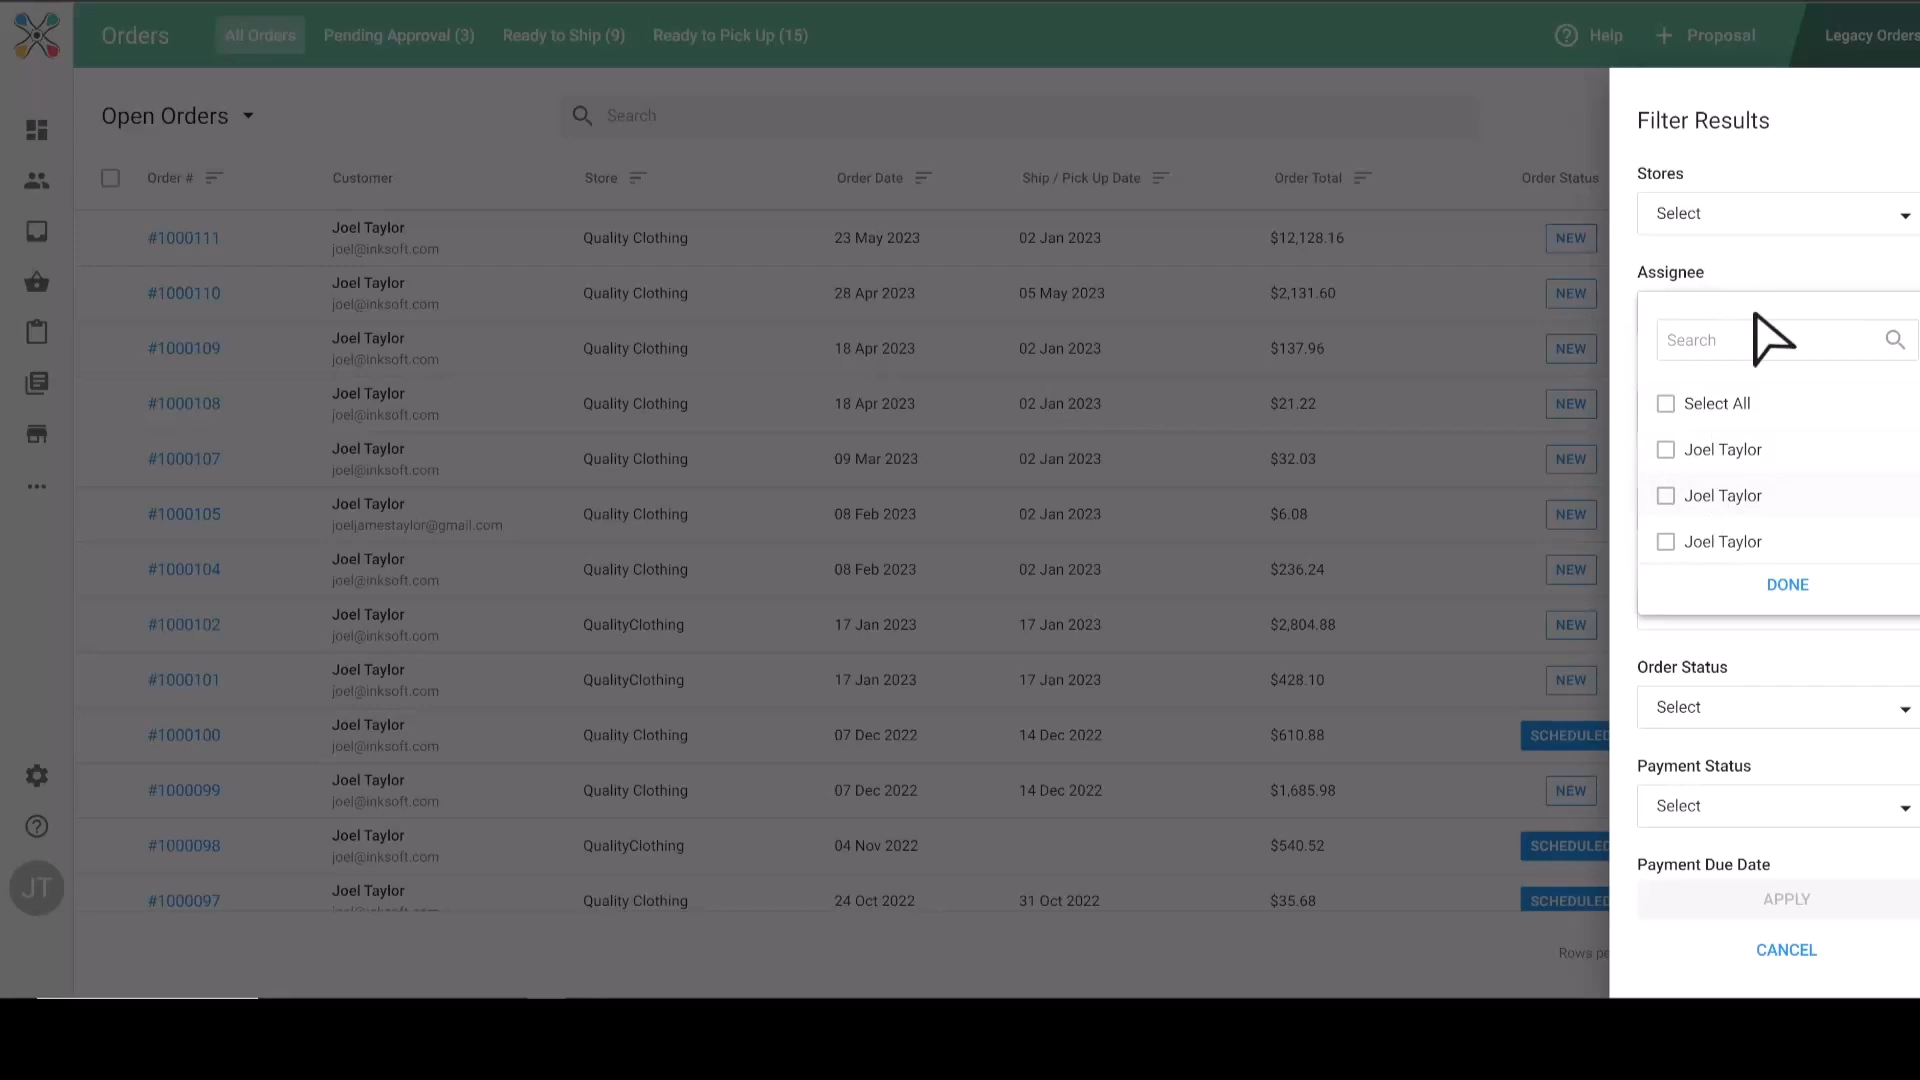 Orders
All Orders
Pending Approval (3)
Ready to Ship (9)
Ready to Pick Up (15)
Help
Proposal
Legacy Orders
Open Orders
Search
Order # Customer Store Order Date Ship / Pick Up Date Order Total Order Status
#1000111 Joel Taylor joel@inksoft.com Quality Clothing 23 May 2023 02 Jan 2023 $12,128.16 NEW
#1000110 Joel Taylor joel@inksoft.com Quality Clothing 28 Apr 2023 05 May 2023 $2,131.60 NEW
#1000109 Joel Taylor joel@inksoft.com Quality Clothing 18 Apr 2023 02 Jan 2023 $137.96 NEW
#1000108 Joel Taylor joel@inksoft.com Quality Clothing 18 Apr 2023 02 Jan 2023 $21.22 NEW
#1000107 Joel Taylor joel@inksoft.com Quality Clothing 09 Mar 2023 02 Jan 2023 $32.03 NEW
#1000105 Joel Taylor joeljamestaylor@gmail.com Quality Clothing 08 Feb 2023 02 Jan 2023 $6.08 NEW
#1000104 Joel Taylor joel@inksoft.com Quality Clothing 08 Feb 2023 02 Jan 2023 $236.24 NEW
#1000102 Joel Taylor joel@inksoft.com QualityClothing 17 Jan 2023 17 Jan 2023 $2,804.88 NEW
#1000101 Joel Taylor joel@inksoft.com QualityClothing 17 Jan 2023 17 Jan 2023 $428.10 NEW
#1000100 Joel Taylor joel@inksoft.com Quality Clothing 07 Dec 2022 14 Dec 2022 $610.88 SCHEDULED
#1000099 Joel Taylor joel@inksoft.com Quality Clothing 07 Dec 2022 14 Dec 2022 $1,685.98 NEW
#1000098 Joel Taylor joel@inksoft.com QualityClothing 04 Nov 2022 $540.52 SCHEDULED
#1000097 Joel Taylor Quality Clothing 24 Oct 2022 31 Oct 2022 $35.68 SCHEDULED
Rows pe
JT
Filter Results
Stores
Select
Assignee
Search
Select All
Joel Taylor
Joel Taylor
Joel Taylor
DONE
Order Status
Select
Payment Status
Select
Payment Due Date
APPLY
CANCEL